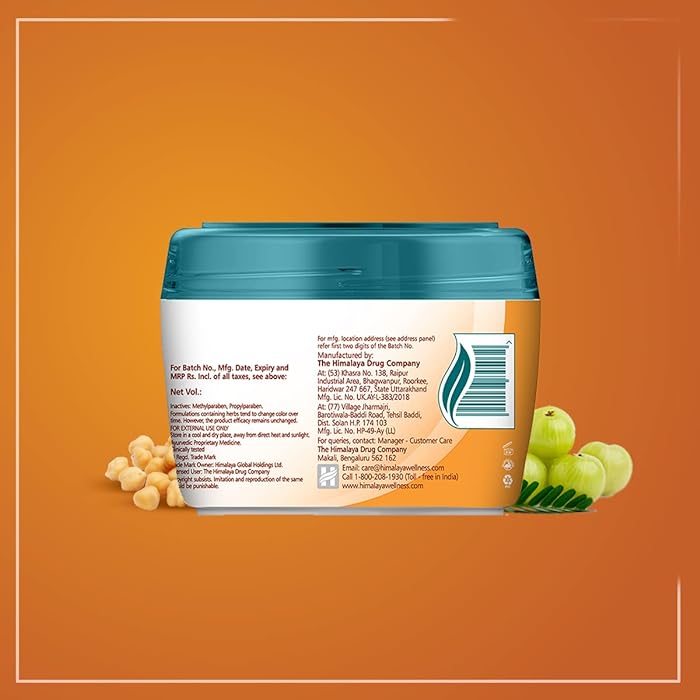 For Batch No., Mfg. Date, Expiry and
MRP Rs. Incl. of all taxes, see above:
Net Vol.:
Inactives: Methylparaben, Propylparaben.
Formulations containing herbs tend to change color over
time. However, the product efficacy remains unchanged.
FOR EXTERNAL USE ONLY
Store in a cool and dry place, away from direct heat and sunlight.
Ayurvedic Proprietary Medicine.
Clinically Tested
Regd. Trade Mark
Trade Mark Owner: Himalaya Global Holdings Ltd.
User: The Himalaya Drug Company
subsists. Imitation and reproduction of the same
be punishable.
For mfg. location address (see address panel)
refer first two digits of the Batch No.
Manufactured by:
The Himalaya Drug Company
At: (53) Khasra No. 138, Raipur
Industrial Area, Bhagwanpur, Roorkee,
Haridwar 247 667, State Uttarakhand
Mfg. Lic. No. UK.AY-L-383/2018
At: (77) Village Jharmajri,
Barotiwala-Baddi Road, Tehsil Baddi,
Dist. Solan H.P. 174 103
Mfg. Lic. No. HP-49-Ay (LL)
For queries, contact: Manager - Customer Care
The Himalaya Drug Company
Makali, Bengaluru 562 162
Email: care@himalayawellness.com
Call 1-800-208-1930 (Toll - free in India)
www.himalayawellness.com